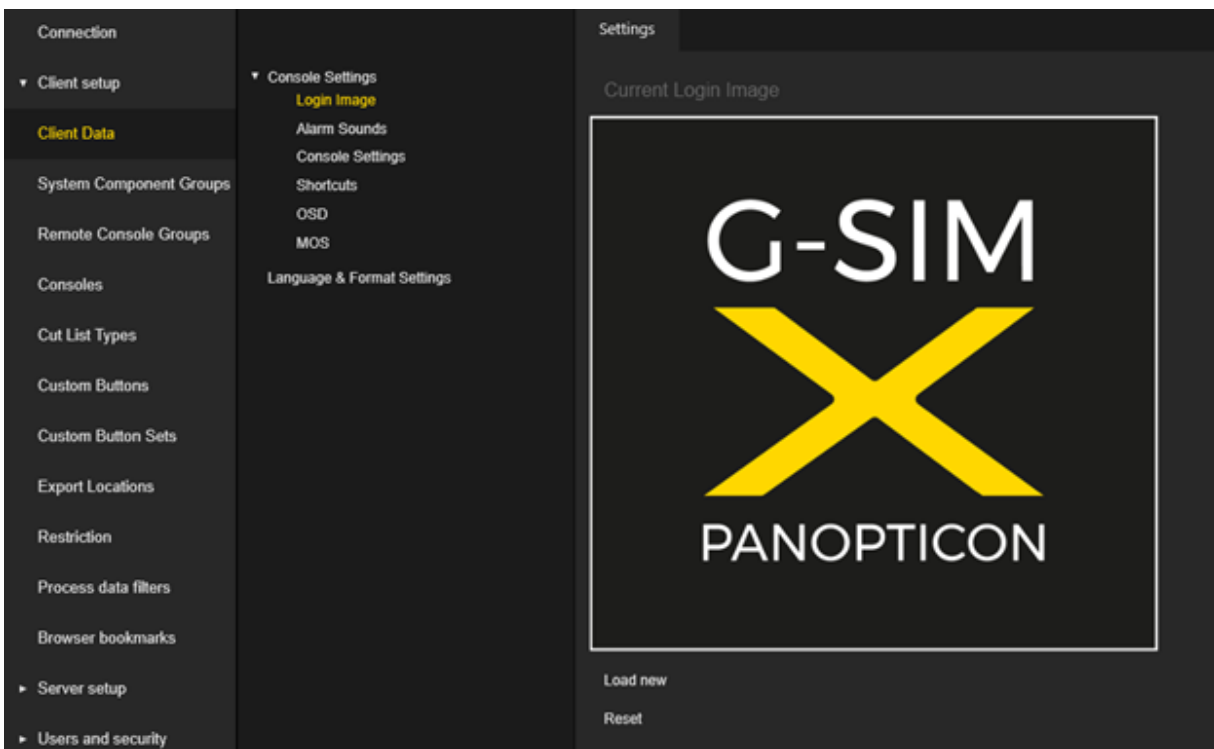 Connection
Client setup
Client Data
System Component Groups
Remote Console Groups
Consoles
Cut List Types
Custom Buttons
Custom Button Sets
Export Locations
Restriction
Process data filters
Browser bookmarks
Server setup
Users and security
Console Settings
Login Image
Alarm Sounds
Console Settings
Shortcuts
OSD
MOS
Language & Format Settings
Settings
Current Login Image
G-SIM
X
PANOPTICON
Load new
Reset